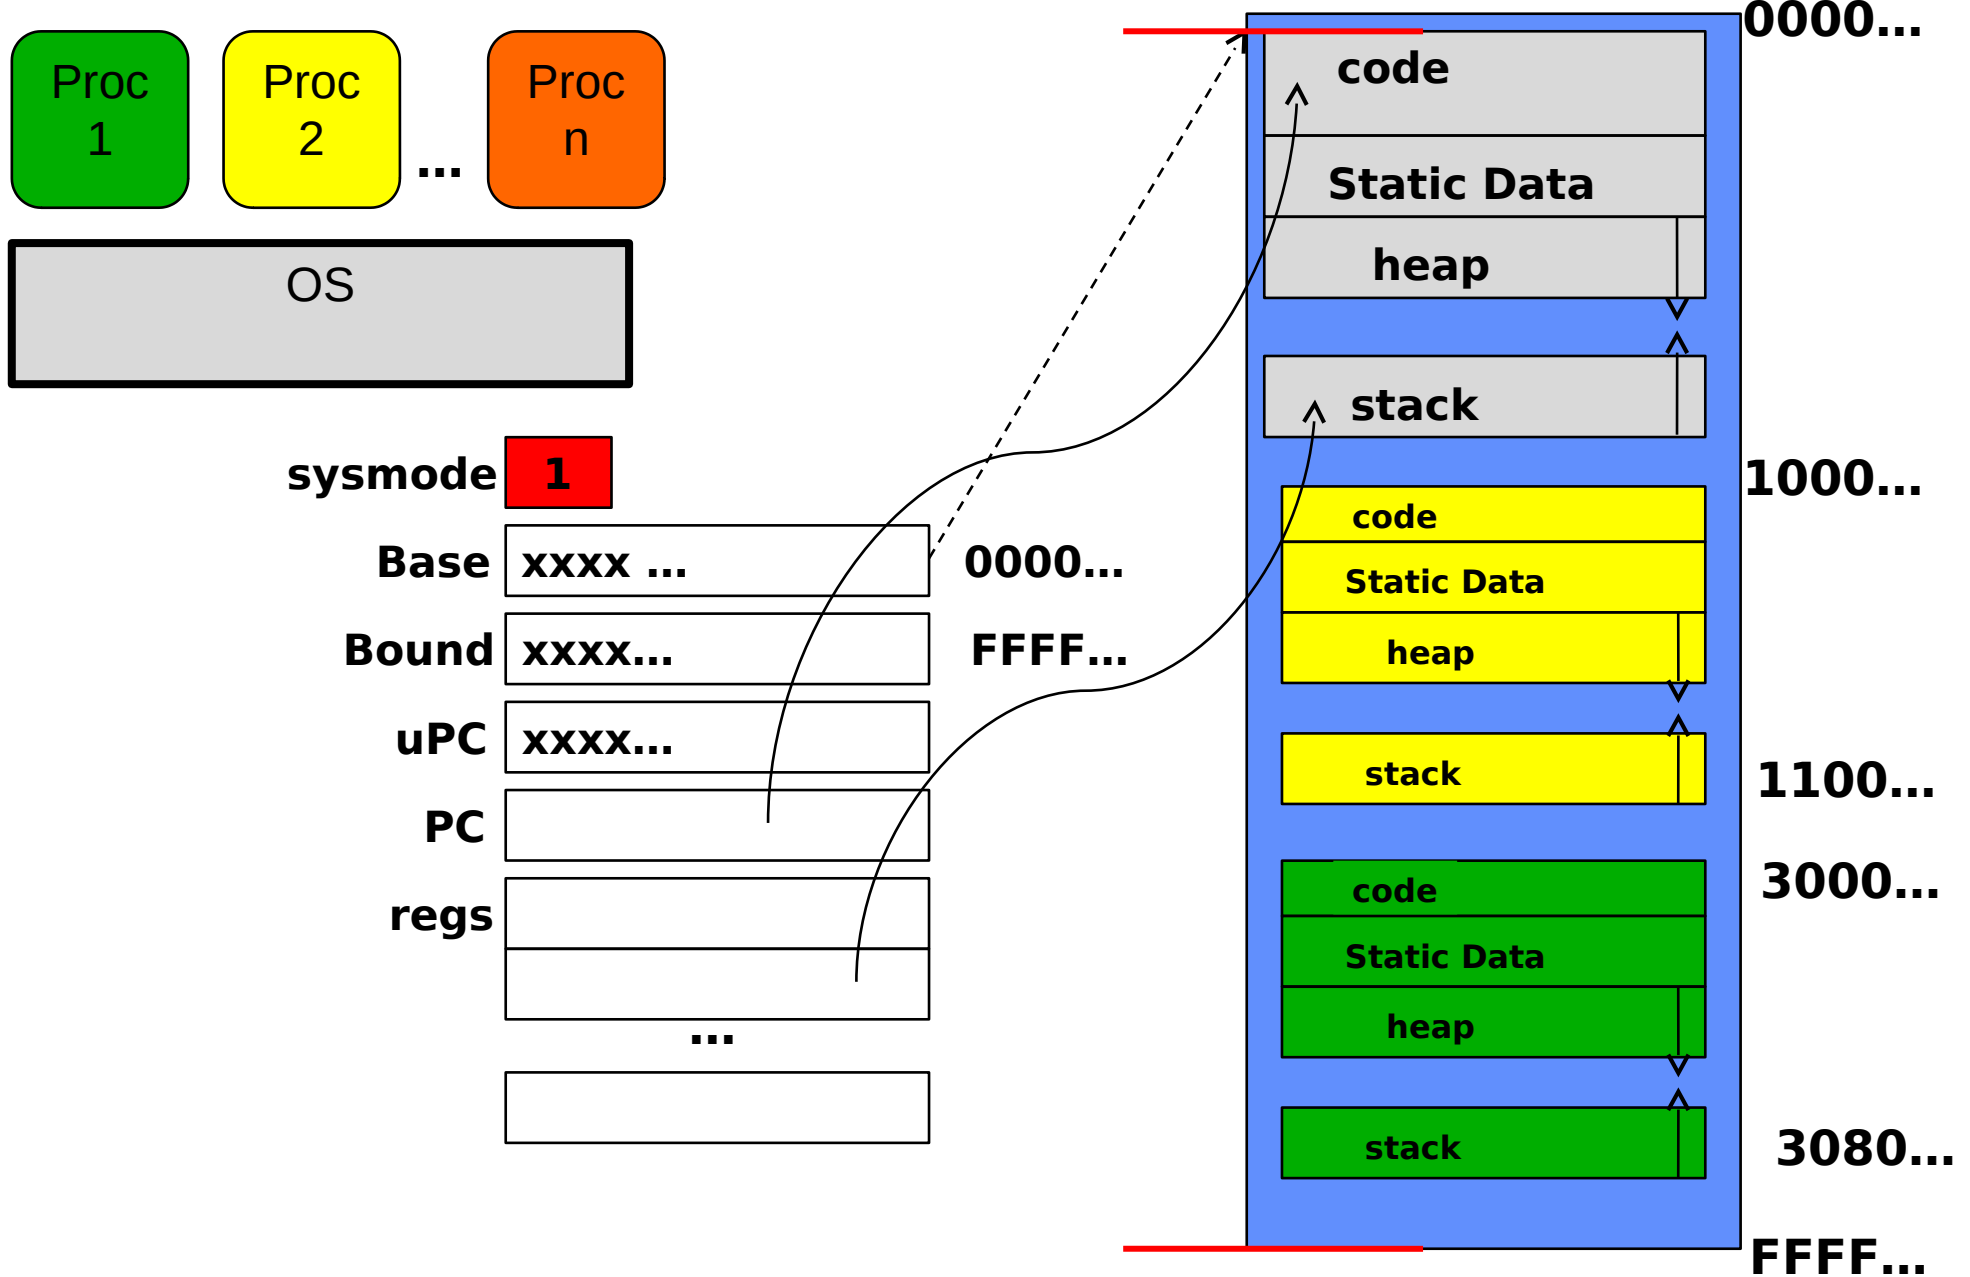 Proc
1
Proc
2
...
Proc
n
OS
sysmode 1
Base xxxx ... 0000...
Bound xxxx... FFFF...
uPC xxxx...
PC
regs
...
0000...
code
Static Data
heap
stack
1000...
code
Static Data
heap
stack
1100...
3000...
code
Static Data
heap
stack
3080...
FFFF...